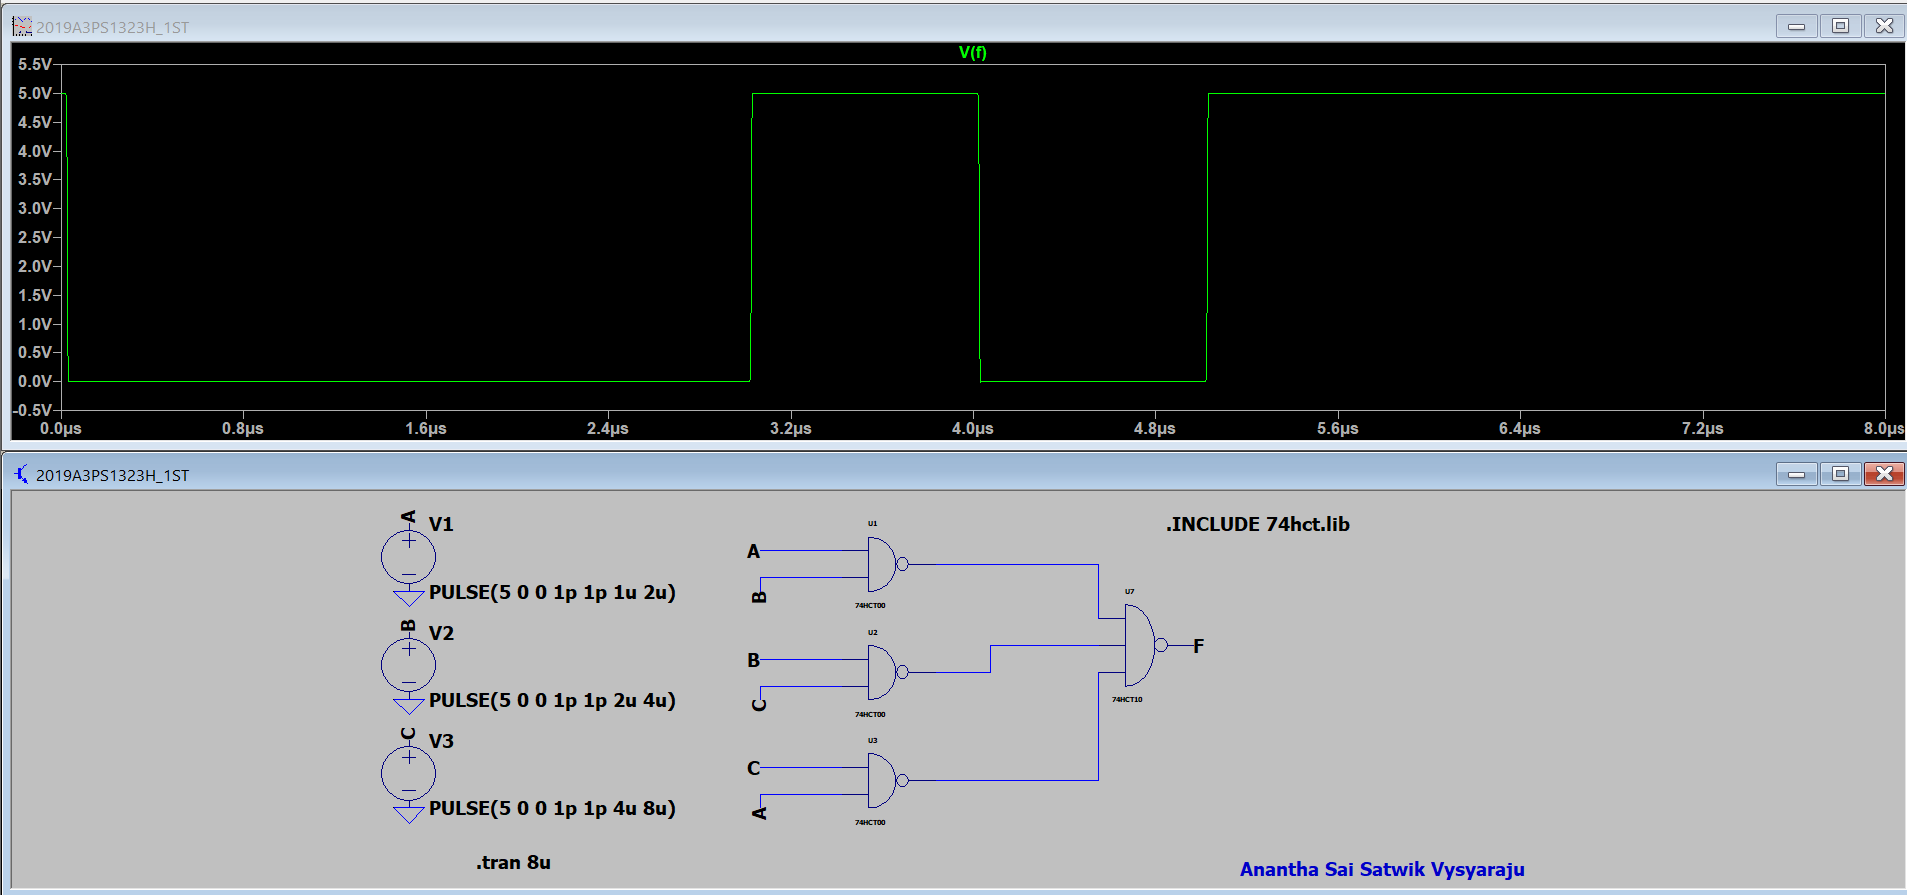 2019A3PS1323H_1ST
V(f)
5.5V
5.0V
4.5V
4.0V
3.5V
3.0V
2.5V
2.0V
1.5V
1.0V
0.5V
0.0V
-0.5V
0.0µs 0.8µs 1.6µs 2.4µs 3.2µs 4.0µs 4.8µs 5.6µs 6.4µs 7.2µs 8.0µs
2019A3PS1323H_1ST
A
V1
PULSE(5 0 0 1p 1p 1u 2u)
B
V2
PULSE(5 0 0 1p 1p 2u 4u)
C
V3
PULSE(5 0 0 1p 1p 4u 8u)
.tran 8u
U1
A
B
74HCT00
U2
B
C
74HCT00
U3
C
A
74HCT00
.INCLUDE 74hct.lib
U7
F
74HCT10
Anantha Sai Satwik Vysyaraju